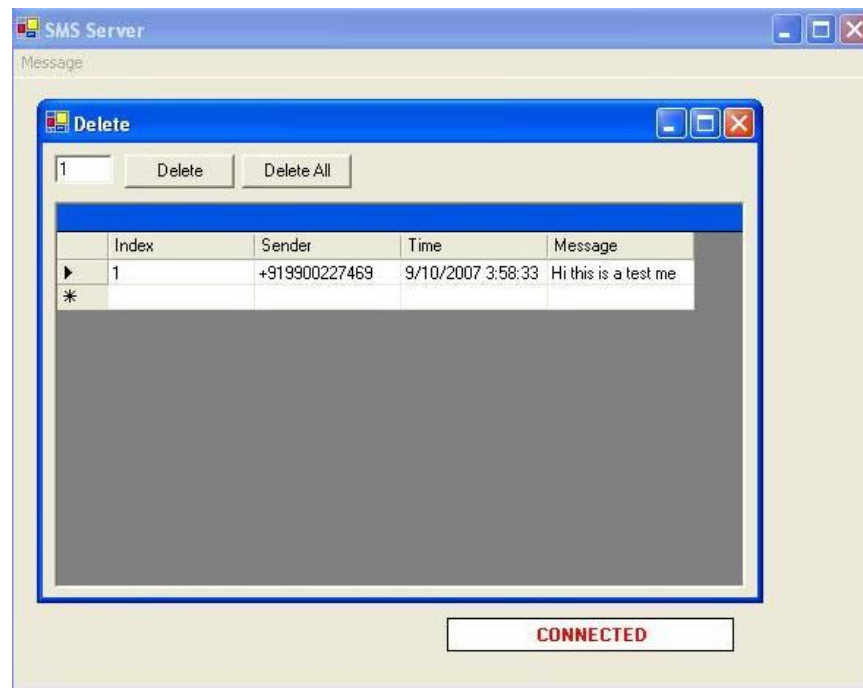 SMS Server
Message
Delete
1 Delete Delete All
Index Sender Time Message
1 +919900227469 9/10/2007 3:58:33 Hi this is a test me
CONNECTED